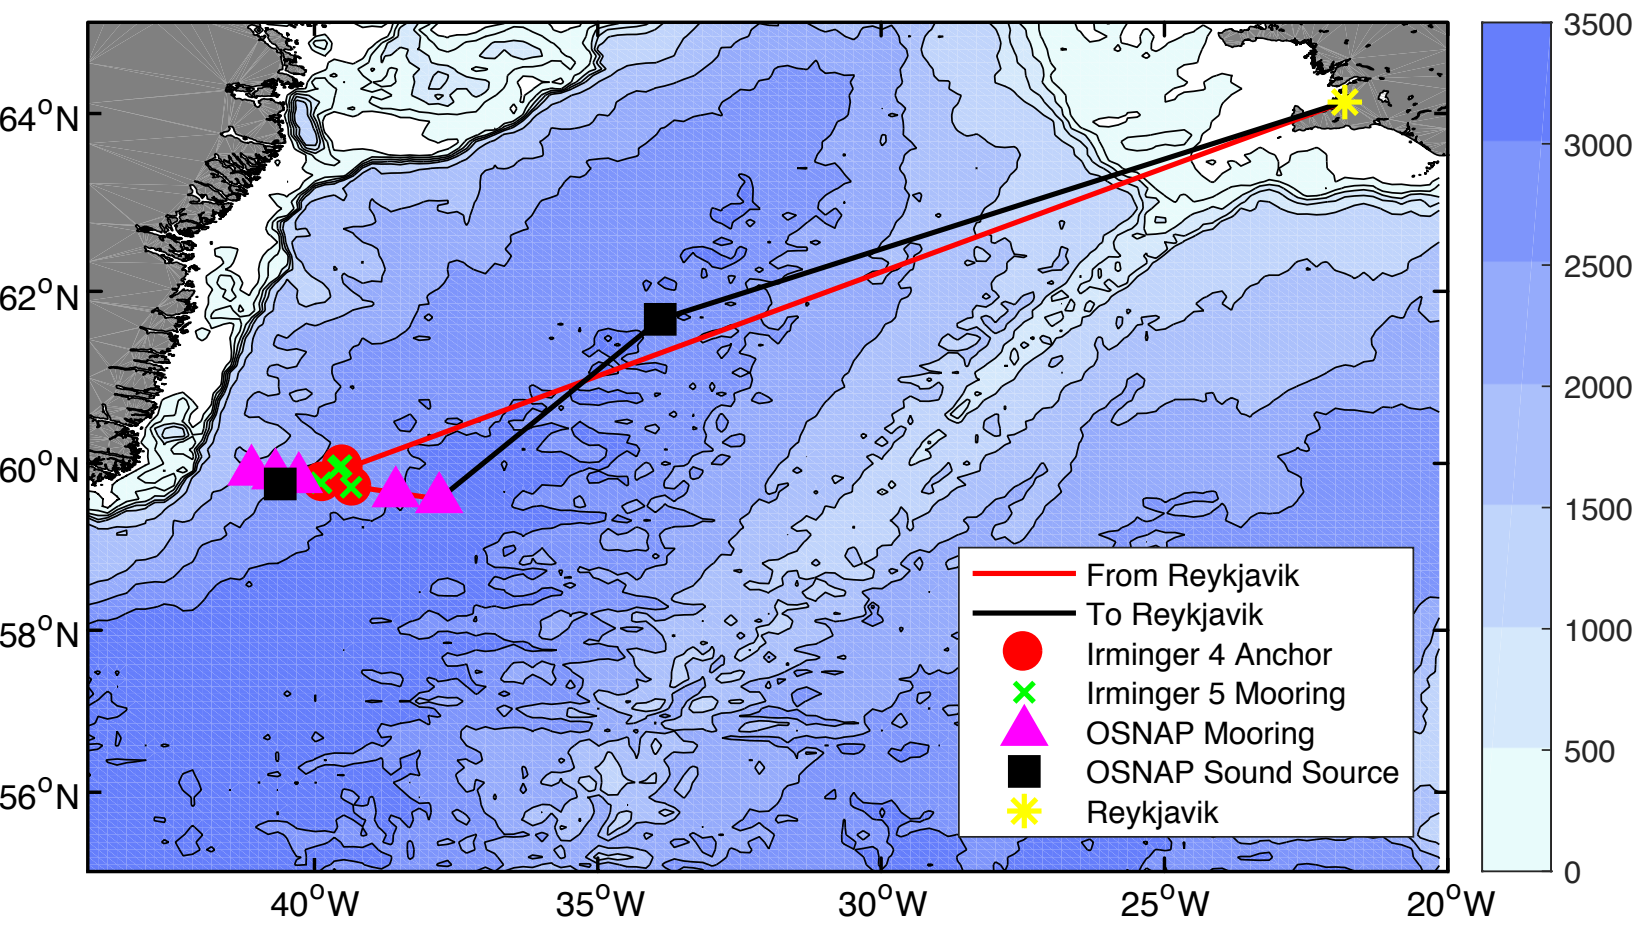 64°N
62°N
60°N
58°N
56°N
40°W
35°W
30°W
25°W
20°W
From Reykjavik
To Reykjavik
Irminger 4 Anchor
Irminger 5 Mooring
OSNAP Mooring
OSNAP Sound Source
Reykjavik
3500
3000
2500
2000
1500
1000
500
0